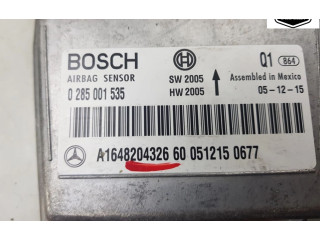 BOSCH
AIRBAG SENSOR
0 285 001 535
SW 2005
HW 2005
Q1 864
Assembled in Mexico
05-12-15
A1648204326 60 051215 0677